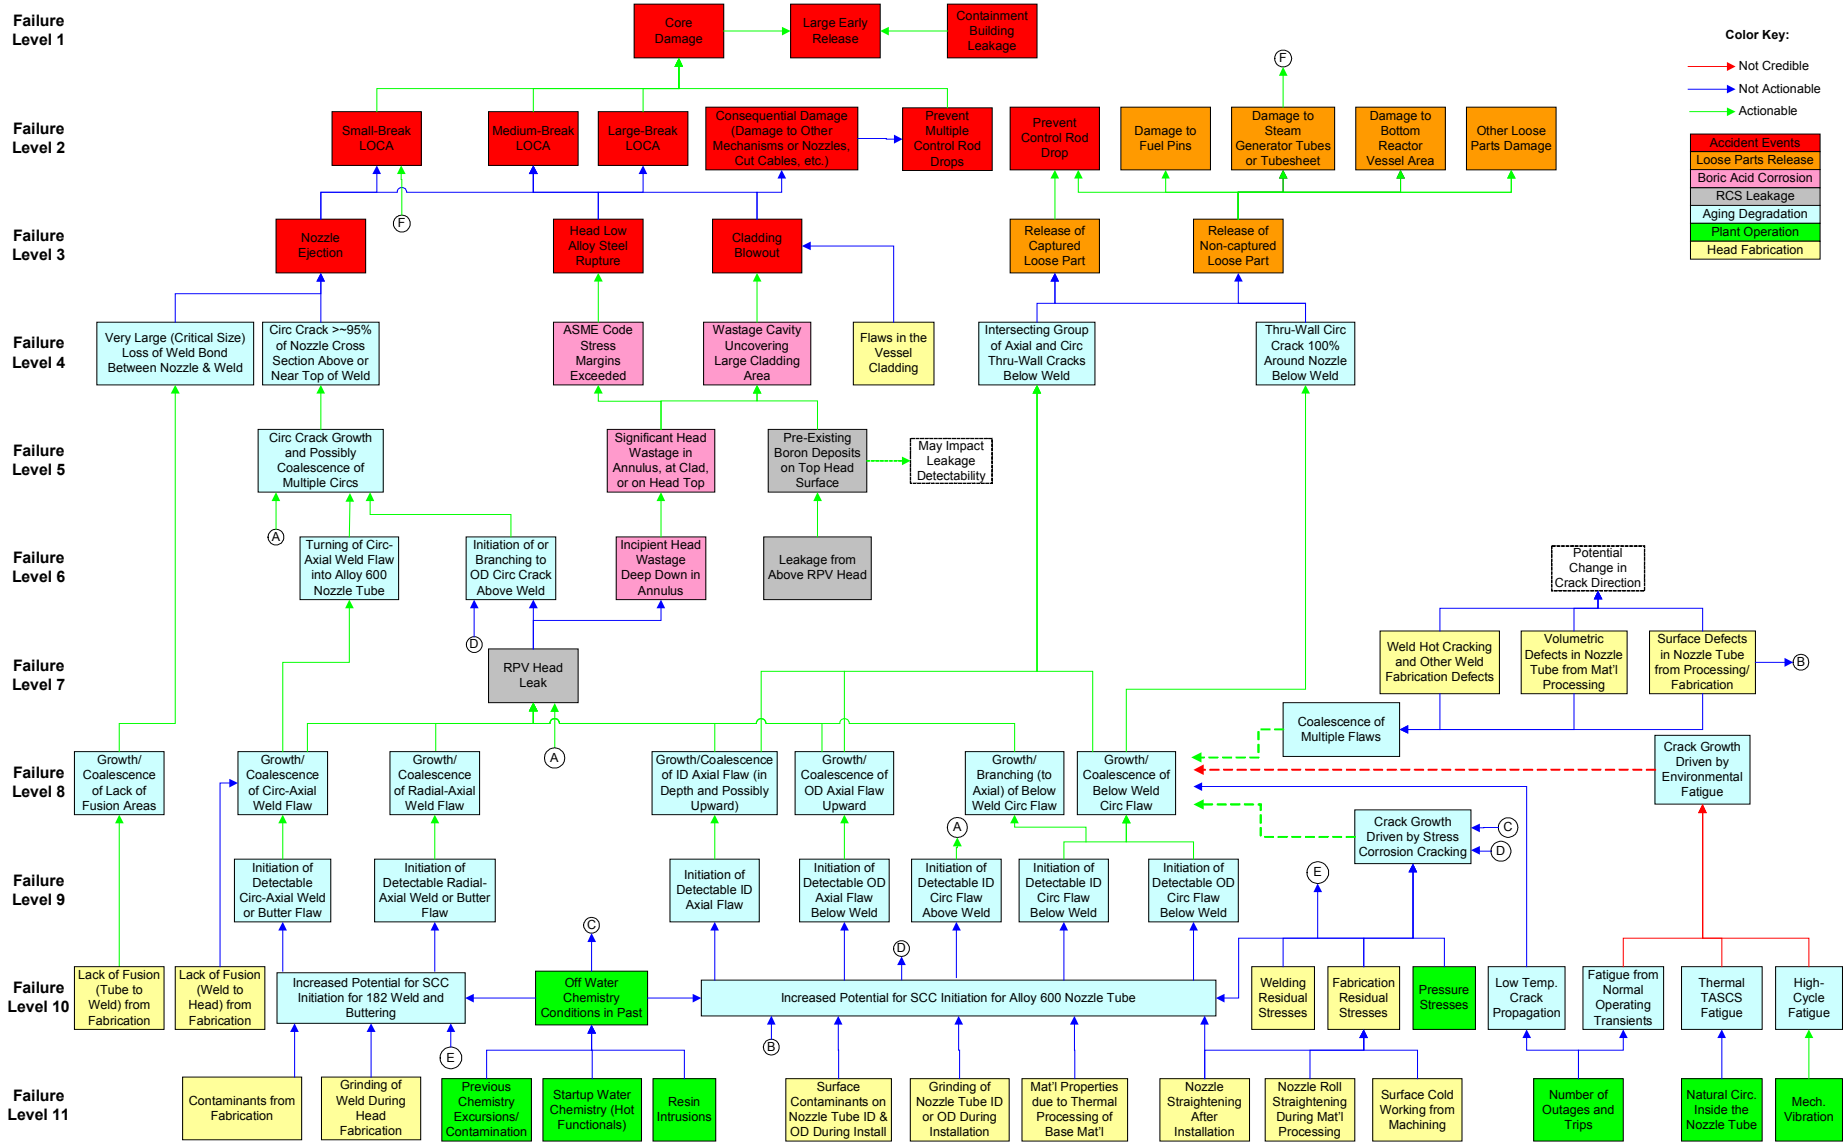 Failure
Level 1
Core
Damage
Large Early
Release
Containment
Building
Leakage
Color Key:
Not Credible
Not Actionable
Actionable
Accident Events
Loose Parts Release
Boric Acid Corrosion
RCS Leakage
Aging Degradation
Plant Operation
Head Fabrication
F
Failure
Level 2
Small-Break
LOCA
Medium-Break
LOCA
Large-Break
LOCA
Consequential Damage
(Damage to Other
Mechanisms or Nozzles,
Cut Cables, etc.)
Prevent
Multiple
Control Rod
Drops
Prevent
Control Rod
Drop
Damage to
Fuel Pins
Damage to
Steam
Generator Tubes
or Tubesheet
Damage to
Bottom
Reactor
Vessel Area
Other Loose
Parts Damage
F
Failure
Level 3
Nozzle
Ejection
Head Low
Alloy Steel
Rupture
Cladding
Blowout
Release of
Captured
Loose Part
Release of
Non-captured
Loose Part
Failure
Level 4
Very Large (Critical Size)
Loss of Weld Bond
Between Nozzle & Weld
Circ Crack >~95%
of Nozzle Cross
Section Above or
Near Top of Weld
ASME Code
Stress
Margins
Exceeded
Wastage Cavity
Uncovering
Large Cladding
Area
Flaws in the
Vessel
Cladding
Intersecting Group
of Axial and Circ
Thru-Wall Cracks
Below Weld
Thru-Wall Circ
Crack 100%
Around Nozzle
Below Weld
Failure
Level 5
Circ Crack Growth
and Possibly
Coalescence of
Multiple Circs
Significant Head
Wastage in
Annulus, at Clad,
or on Head Top
Pre-Existing
Boron Deposits
on Top Head
Surface
May Impact
Leakage
Detectability
A
Failure
Level 6
Turning of Circ-
Axial Weld Flaw
into Alloy 600
Nozzle Tube
Initiation of or
Branching to
OD Circ Crack
Above Weld
Incipient Head
Wastage
Deep Down in
Annulus
Leakage from
Above RPV Head
Potential
Change in
Crack Direction
D
Failure
Level 7
RPV Head
Leak
Weld Hot Cracking
and Other Weld
Fabrication Defects
Volumetric
Defects in Nozzle
Tube from Mat'l
Processing
Surface Defects
in Nozzle Tube
from Processing/
Fabrication
B
Coalescence of
Multiple Flaws
A
Failure
Level 8
Growth/
Coalescence
of Lack of
Fusion Areas
Growth/
Coalescence
of Circ-Axial
Weld Flaw
Growth/
Coalescence
of Radial-Axial
Weld Flaw
Growth/Coalescence
of ID Axial Flaw (in
Depth and Possibly
Upward)
Growth/
Coalescence of
OD Axial Flaw
Upward
Growth/
Branching (to
Axial) of Below
Weld Circ Flaw
Growth/
Coalescence of
Below Weld
Circ Flaw
Crack Growth
Driven by
Environmental
Fatigue
Crack Growth
Driven by Stress
Corrosion Cracking
C
D
A
Failure
Level 9
Initiation of
Detectable
Circ-Axial Weld
or Butter Flaw
Initiation of
Detectable Radial-
Axial Weld or Butter
Flaw
Initiation of
Detectable ID
Axial Flaw
Initiation of
Detectable OD
Axial Flaw
Below Weld
Initiation of
Detectable ID
Circ Flaw
Above Weld
Initiation of
Detectable ID
Circ Flaw
Below Weld
Initiation of
Detectable OD
Circ Flaw
Below Weld
E
C
D
Failure
Level 10
Lack of Fusion
(Tube to
Weld) from
Fabrication
Lack of Fusion
(Weld to
Head) from
Fabrication
Increased Potential for SCC
Initiation for 182 Weld and
Buttering
Off Water
Chemistry
Conditions in Past
Increased Potential for SCC Initiation for Alloy 600 Nozzle Tube
Welding
Residual
Stresses
Fabrication
Residual
Stresses
Pressure
Stresses
Low Temp.
Crack
Propagation
Fatigue from
Normal
Operating
Transients
Thermal
TASCS
Fatigue
High-
Cycle
Fatigue
E
B
Failure
Level 11
Contaminants from
Fabrication
Grinding of
Weld During
Head
Fabrication
Previous
Chemistry
Excursions/
Contamination
Startup Water
Chemistry (Hot
Functionals)
Resin
Intrusions
Surface
Contaminants on
Nozzle Tube ID &
OD During Install
Grinding of
Nozzle Tube ID
or OD During
Installation
Mat'l Properties
due to Thermal
Processing of
Base Mat'l
Nozzle
Straightening
After
Installation
Nozzle Roll
Straightening
During Mat'l
Processing
Surface Cold
Working from
Machining
Number of
Outages and
Trips
Natural Circ.
Inside the
Nozzle Tube
Mech.
Vibration